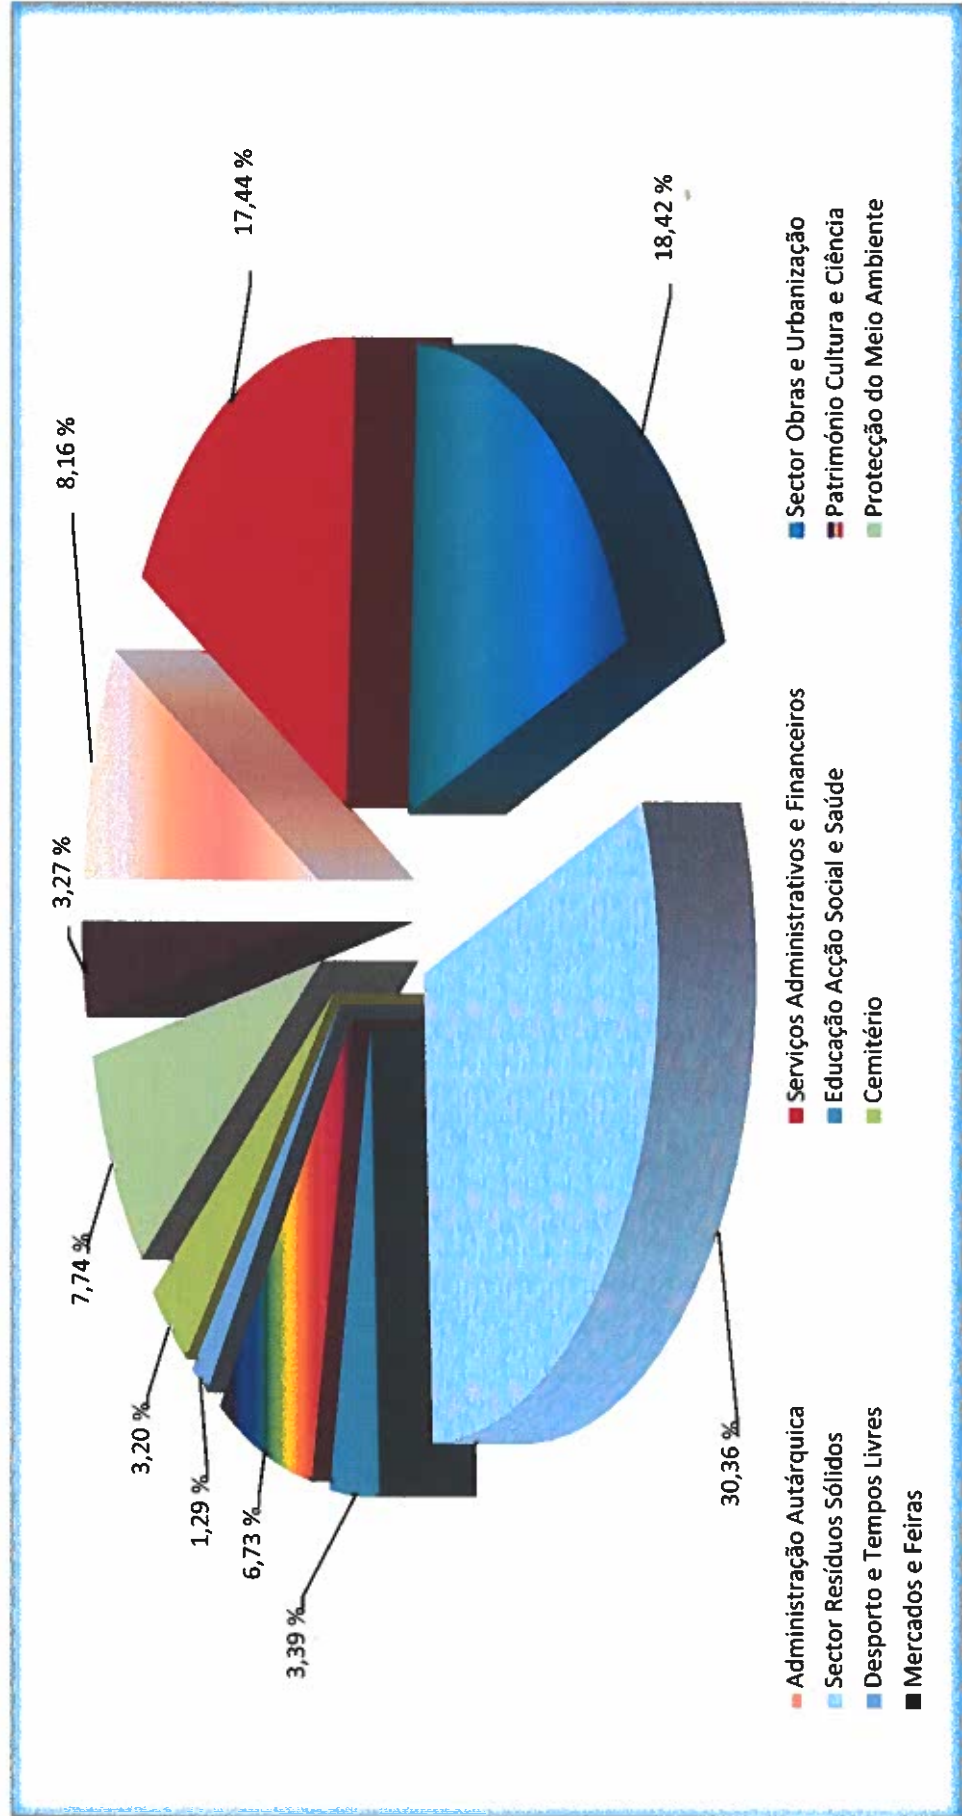 8,16 %
17,44 %
3,27 %
7,74 %
3,20 %
1,29 %
6,73 %
3,39 %
18,42 %
30,36 %
Administração Autárquica
Serviços Administrativos e Financeiros
Sector Obras e Urbanização
Sector Resíduos Sólidos
Educação Acção Social e Saúde
Património Cultura e Ciência
Desporto e Tempos Livres
Cemitério
Protecção do Meio Ambiente
Mercados e Feiras